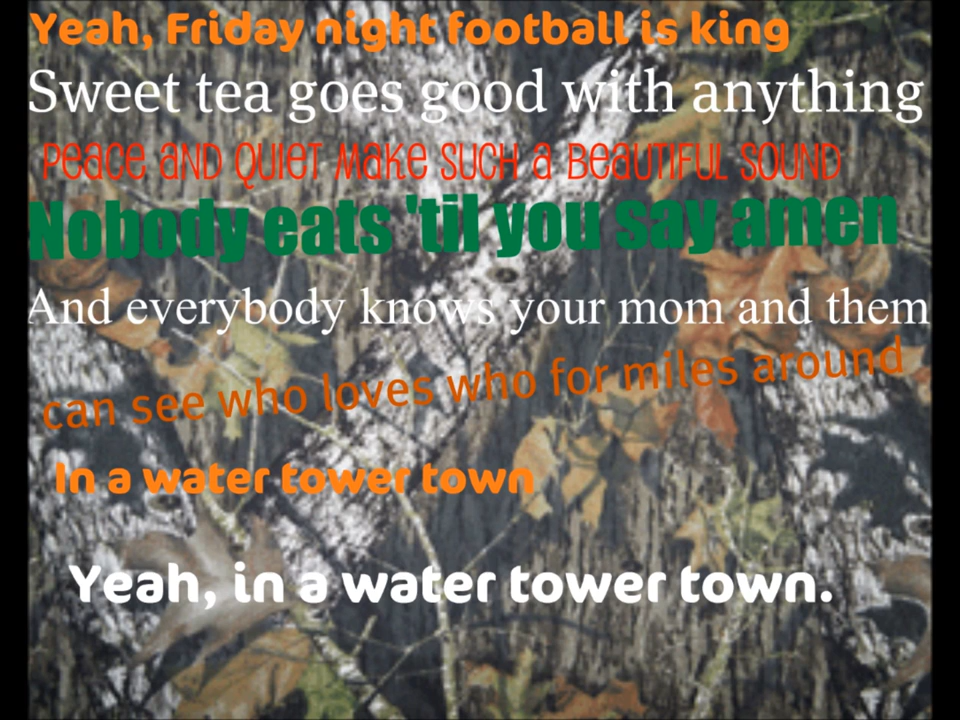 Yeah, Friday night football is king
Sweet tea goes good with anything
Peace and quiet make such a beautiful sound
Nobody eats 'til you say amen
And everybody knows your mom and them
can see who loves who for miles around
In a water tower town
Yeah, in a water tower town.